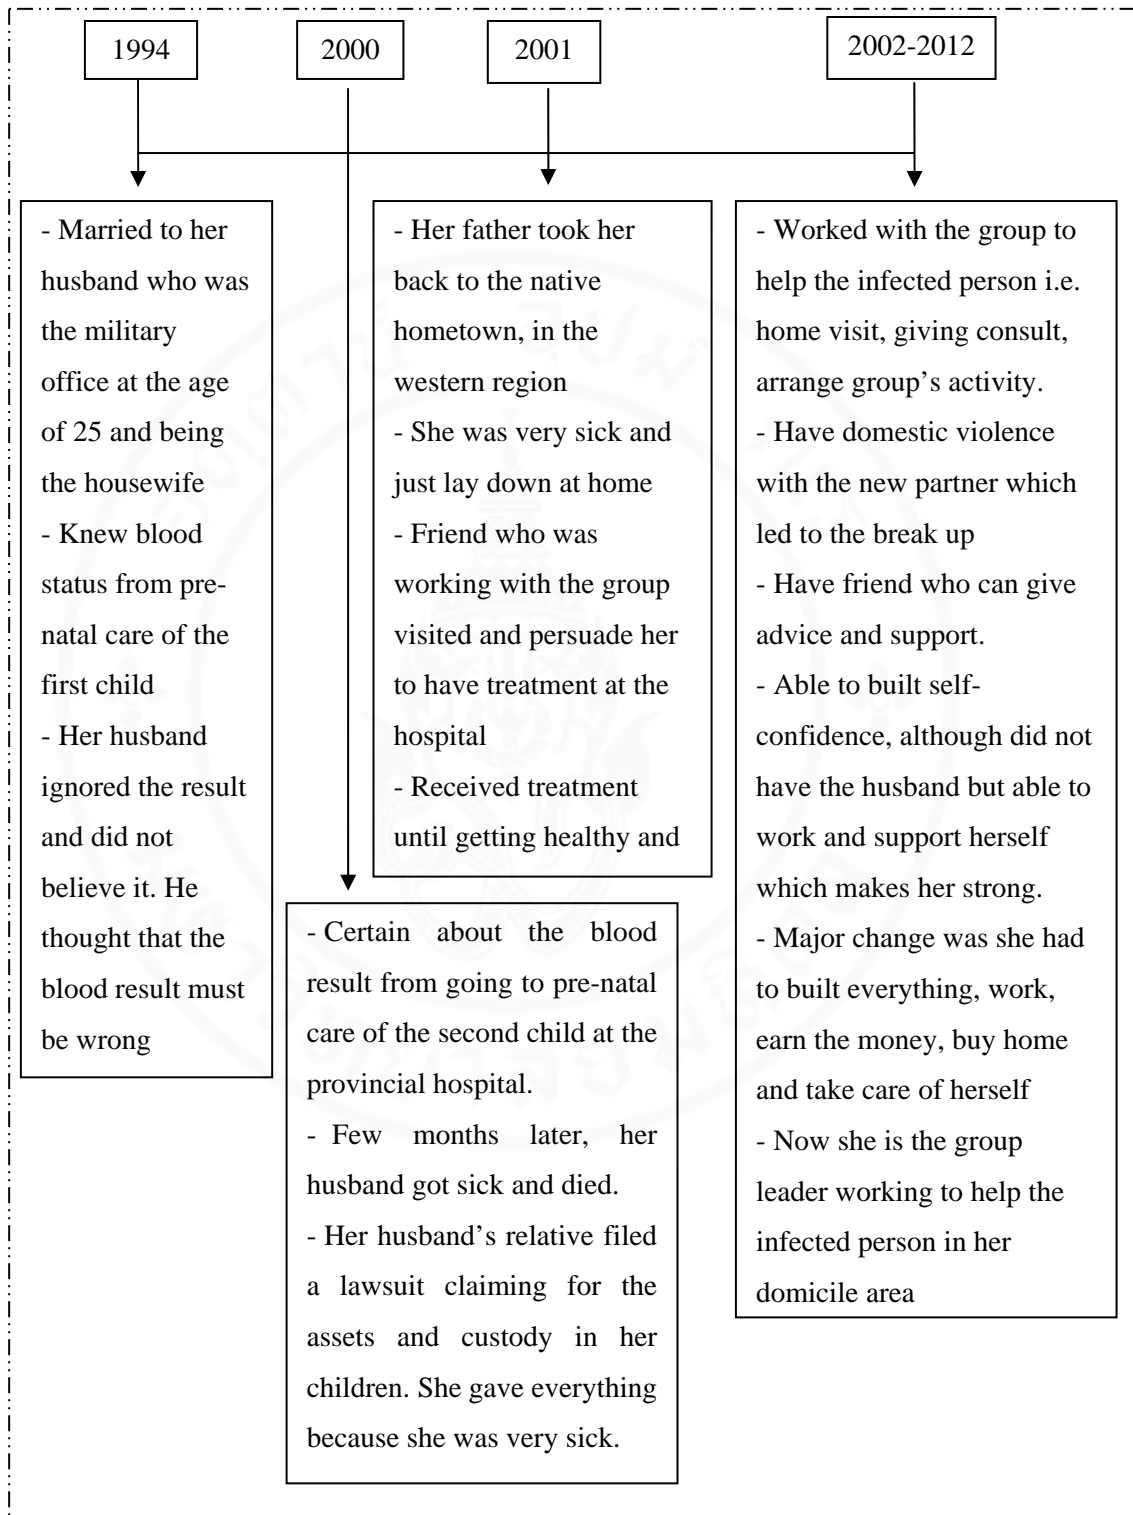 1994
2000
2001
2002-2012
- Married to her
husband who was
the military
office at the age
of 25 and being
the housewife
- Knew blood
status from pre-
natal care of the
first child
- Her husband
ignored the result
and did not
believe it. He
thought that the
blood result must
be wrong
- Certain about the blood
result from going to pre-natal
care of the second child at the
provincial hospital.
- Few months later, her
husband got sick and died.
- Her husband's relative filed
a lawsuit claiming for the
assets and custody in her
children. She gave everything
because she was very sick.
- Her father took her
back to the native
hometown, in the
western region
- She was very sick and
just lay down at home
- Friend who was
working with the group
visited and persuade her
to have treatment at the
hospital
- Received treatment
until getting healthy and
- Worked with the group to
help the infected person i.e.
home visit, giving consult,
arrange group's activity.
- Have domestic violence
with the new partner which
led to the break up
- Have friend who can give
advice and support.
- Able to built self-
confidence, although did not
have the husband but able to
work and support herself
which makes her strong.
- Major change was she had
to built everything, work,
earn the money, buy home
and take care of herself
- Now she is the group
leader working to help the
infected person in her
domicile area